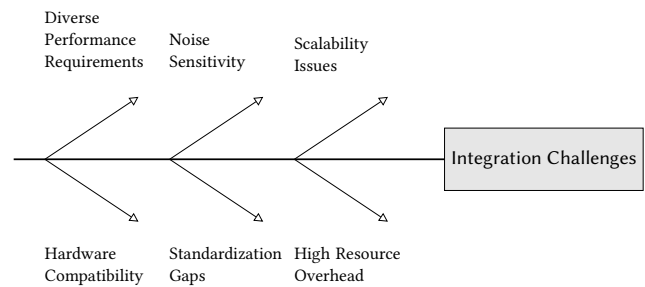 Diverse
Performance
Requirements
Noise
Sensitivity
Scalability
Issues
Integration Challenges
Hardware
Compatibility
Standardization
Gaps
High Resource
Overhead